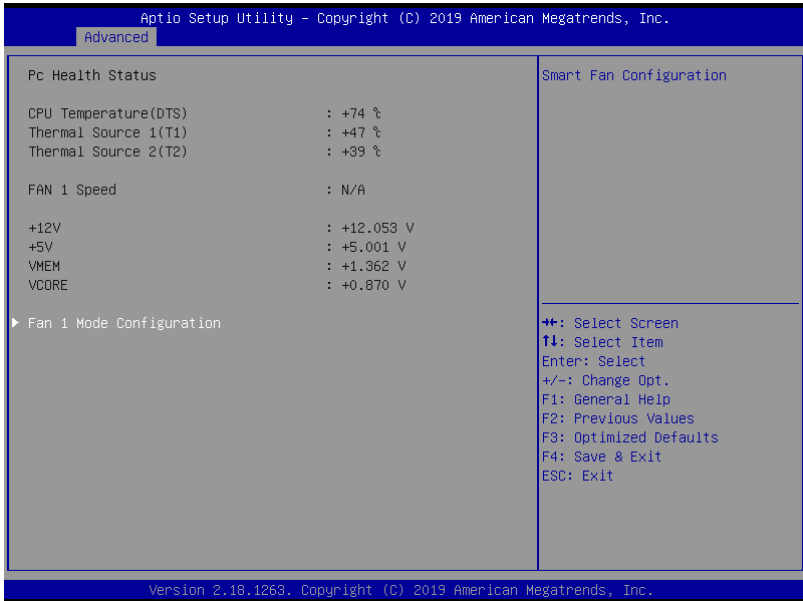 Aptio Setup Utility – Copyright (C) 2019 American Megatrends, Inc.
Advanced
Pc Health Status
CPU Temperature(DTS) : +74 ℃
Thermal Source 1(T1) : +47 ℃
Thermal Source 2(T2) : +39 ℃
FAN 1 Speed : N/A
+12V : +12.053 V
+5V : +5.001 V
VMEM : +1.362 V
VCORE : +0.870 V
▶ Fan 1 Mode Configuration
Smart Fan Configuration
→←: Select Screen
↑↓: Select Item
Enter: Select
+/-: Change Opt.
F1: General Help
F2: Previous Values
F3: Optimized Defaults
F4: Save & Exit
ESC: Exit
Version 2.18.1263. Copyright (C) 2019 American Megatrends, Inc.